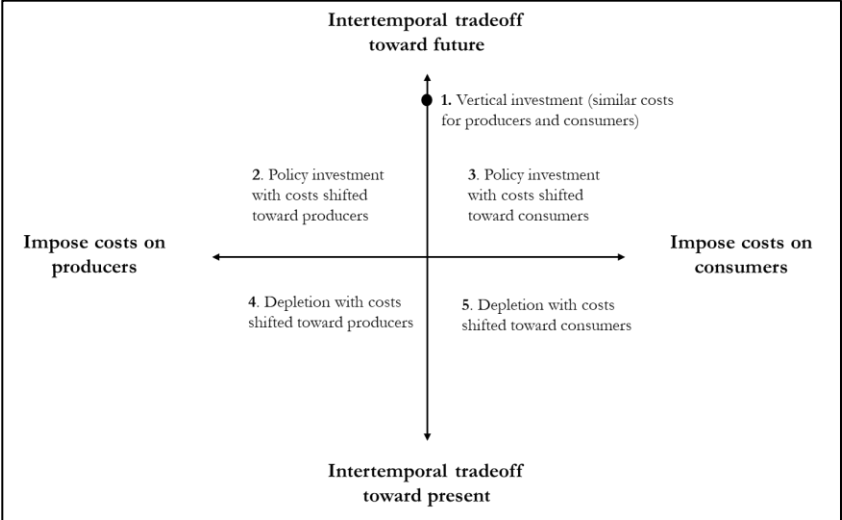 Intertemporal tradeoff
toward future
1. Vertical investment (similar costs
for producers and consumers)
2. Policy investment
with costs shifted
toward producers
3. Policy investment
with costs shifted
toward consumers
Impose costs on
producers
Impose costs on
consumers
4. Depletion with costs
shifted toward producers
5. Depletion with costs
shifted toward consumers
Intertemporal tradeoff
toward present